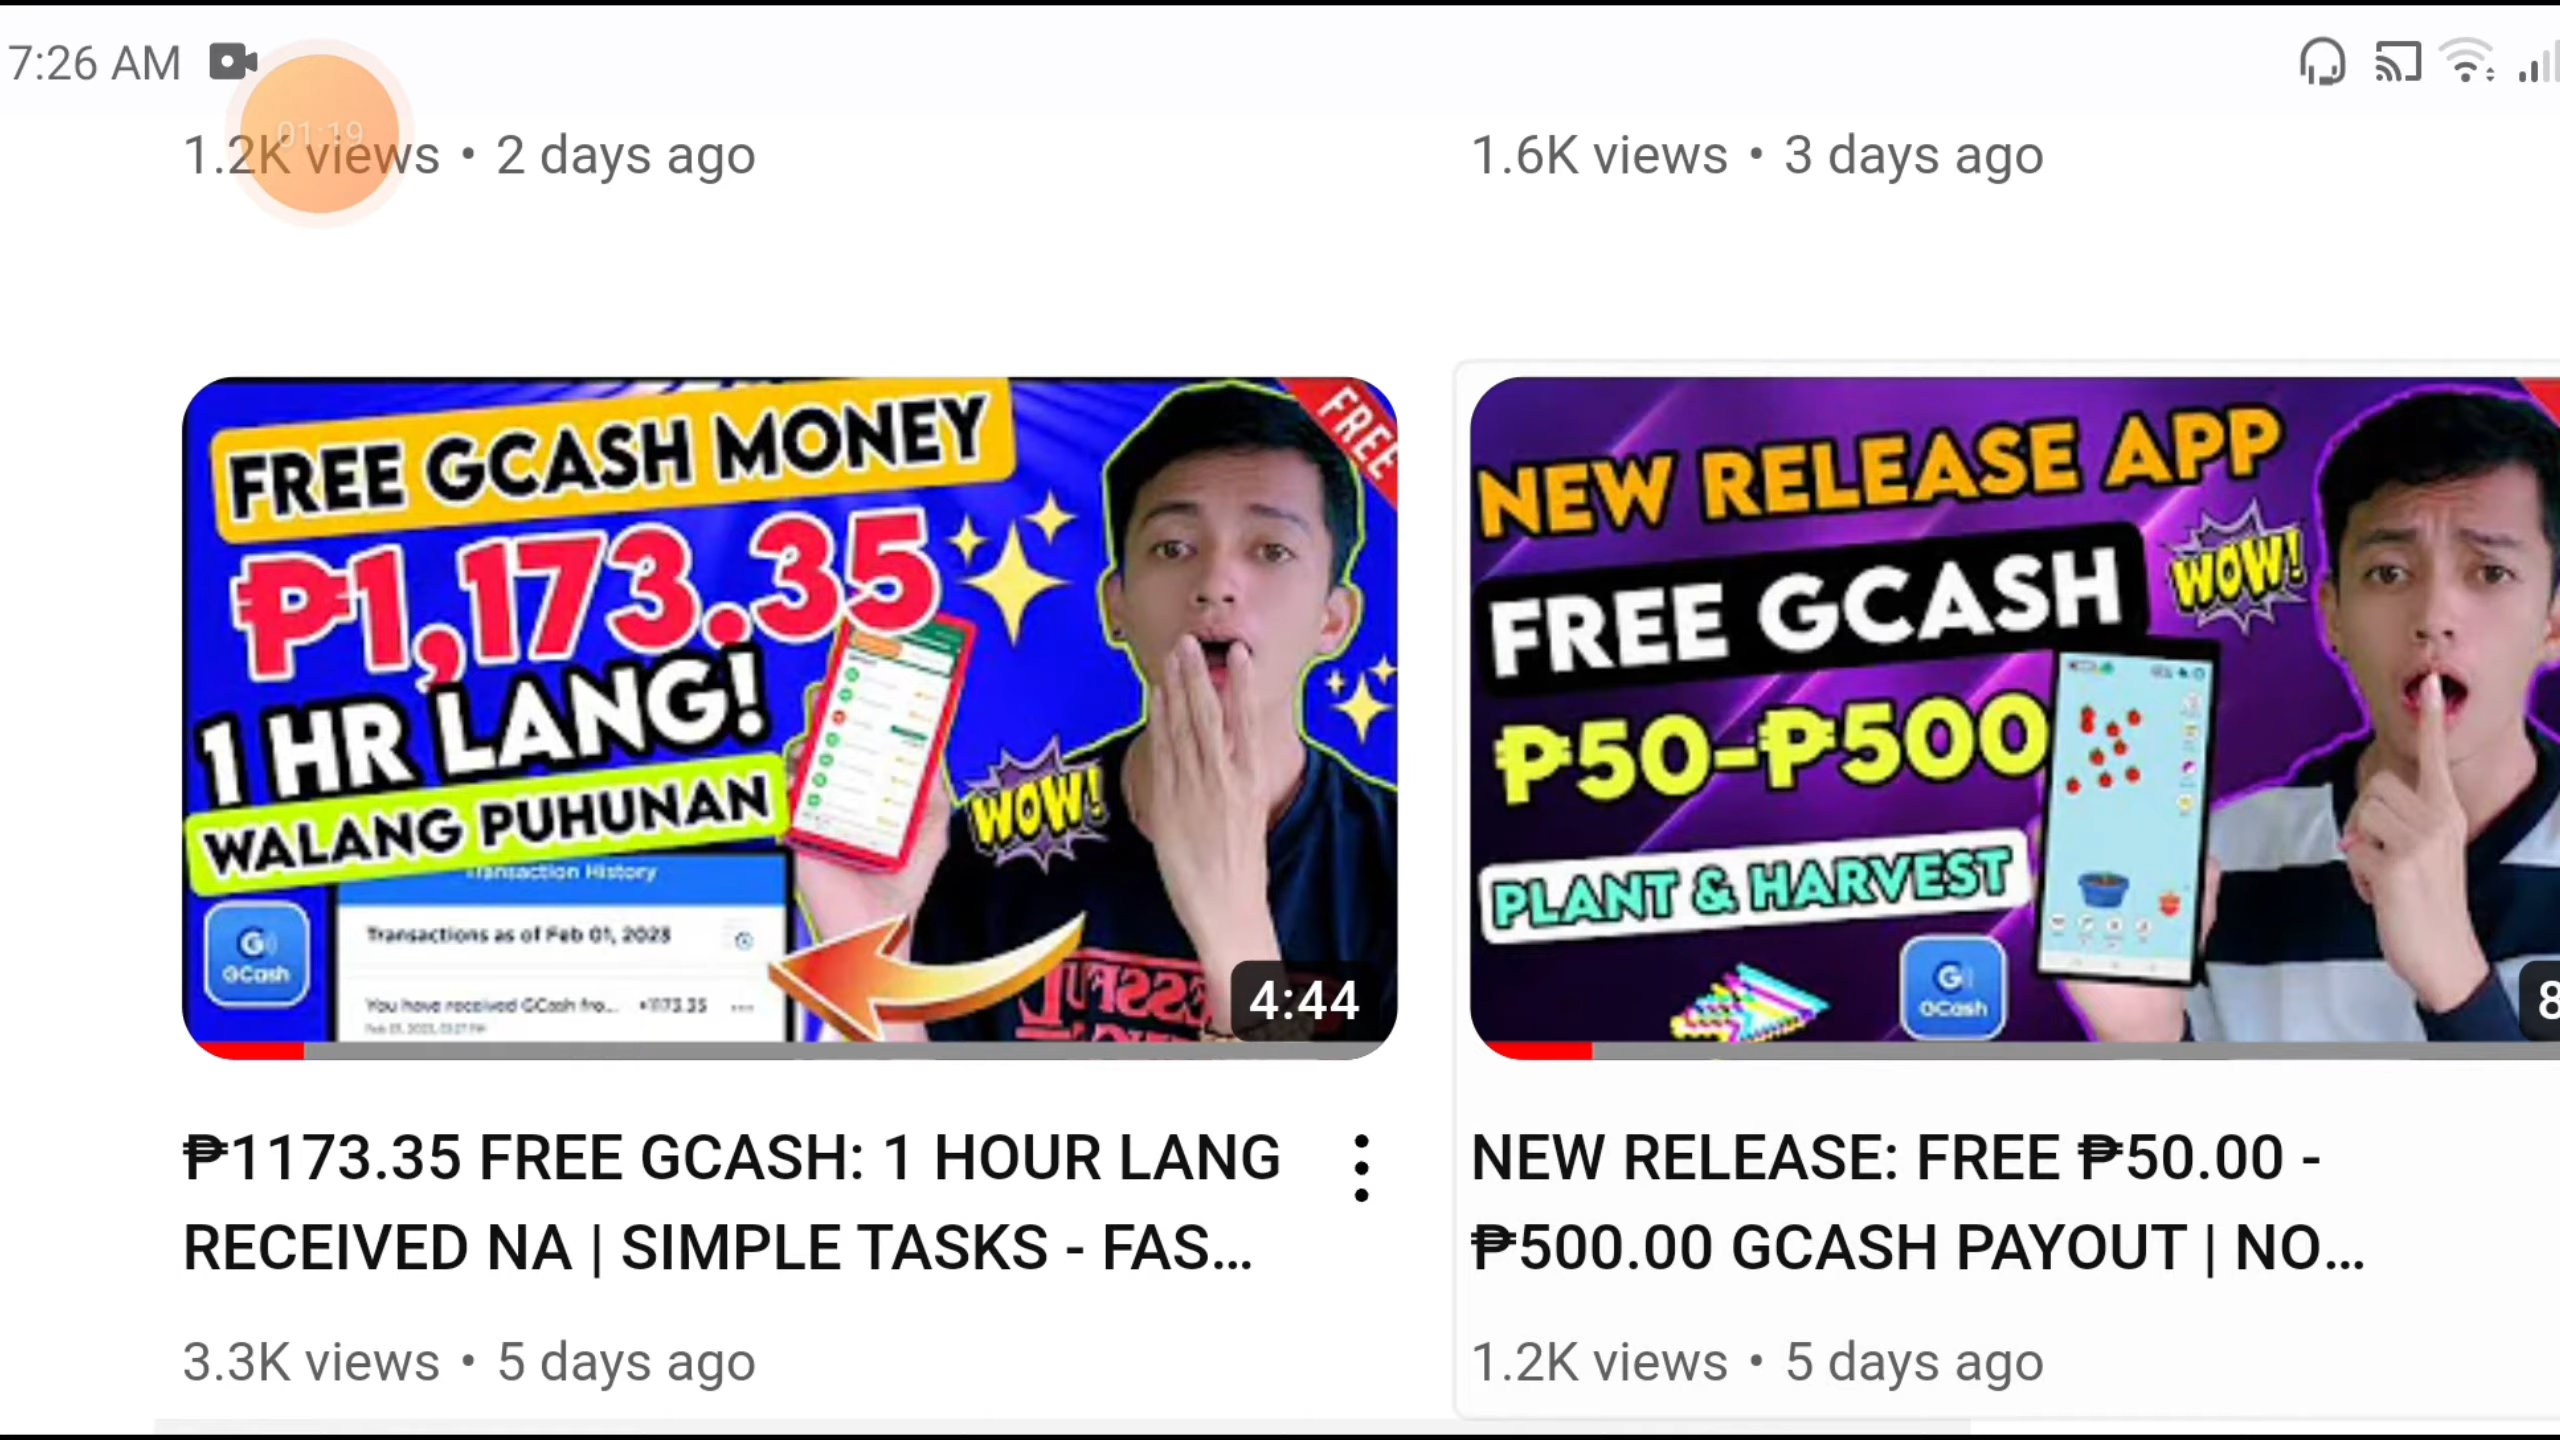 7:26 AM
01:19
1.2K views • 2 days ago
1.6K views • 3 days ago
FREE GCASH MONEY
₱1,173.35
1 HR LANG!
WALANG PUHUNAN
FREE
WOW!
Transaction History
Transactions as of Feb 01, 2023
You have received GCash fro... +1173.35
G
GCash
4:44
NEW RELEASE APP
FREE GCASH
₱50-₱500
PLANT & HARVEST
WOW!
G
GCash
8
₱1173.35 FREE GCASH: 1 HOUR LANG
RECEIVED NA | SIMPLE TASKS - FAS...
3.3K views • 5 days ago
NEW RELEASE: FREE ₱50.00 -
₱500.00 GCASH PAYOUT | NO...
1.2K views • 5 days ago